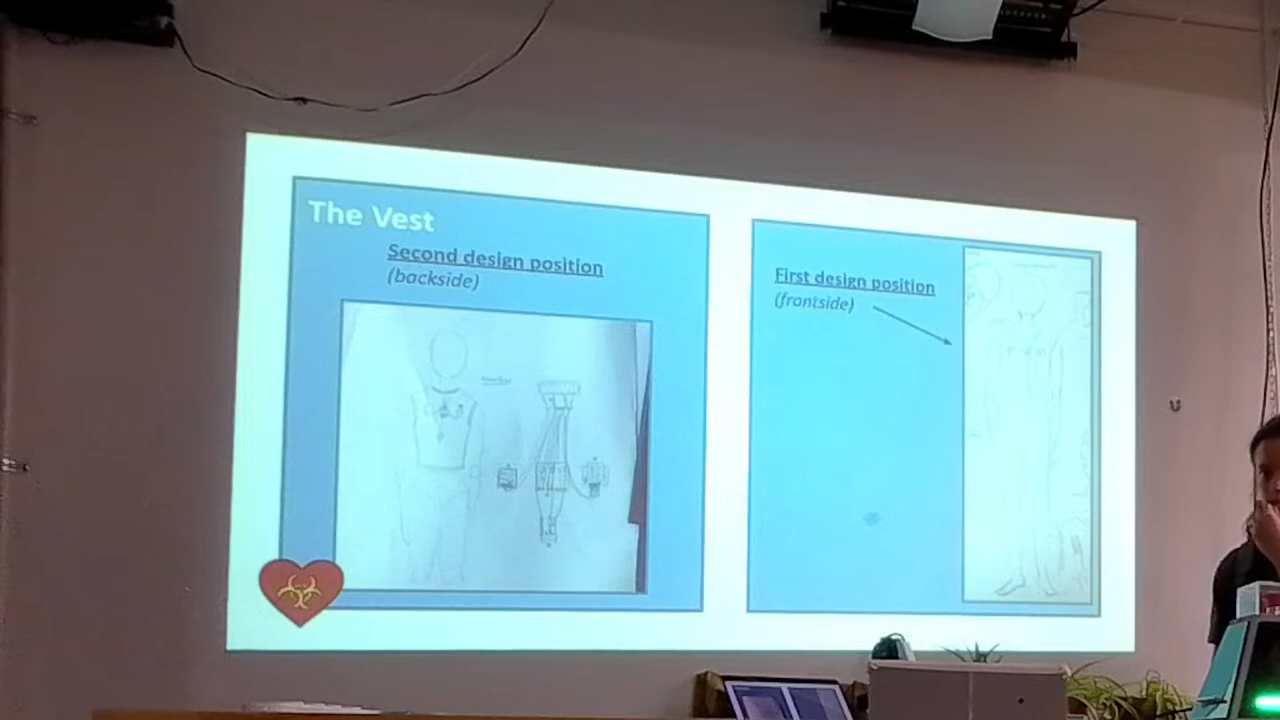 The Vest
Second design position
(backside)
First design position
(frontside)